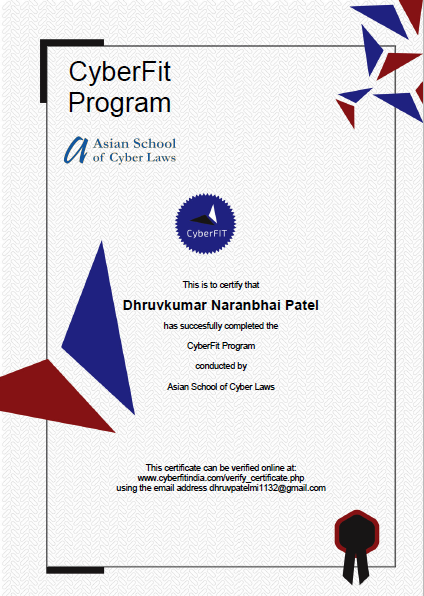 CyberFit
Program
a Asian School
of Cyber Laws
CyberFIT
This is to certify that
Dhruvkumar Naranbhai Patel
has succesfully completed the
CyberFit Program
conducted by
Asian School of Cyber Laws
This certificate can be verified online at:
www.cyberfitindia.com/verify_certificate.php
using the email address dhruvpatelmi1132@gmail.com